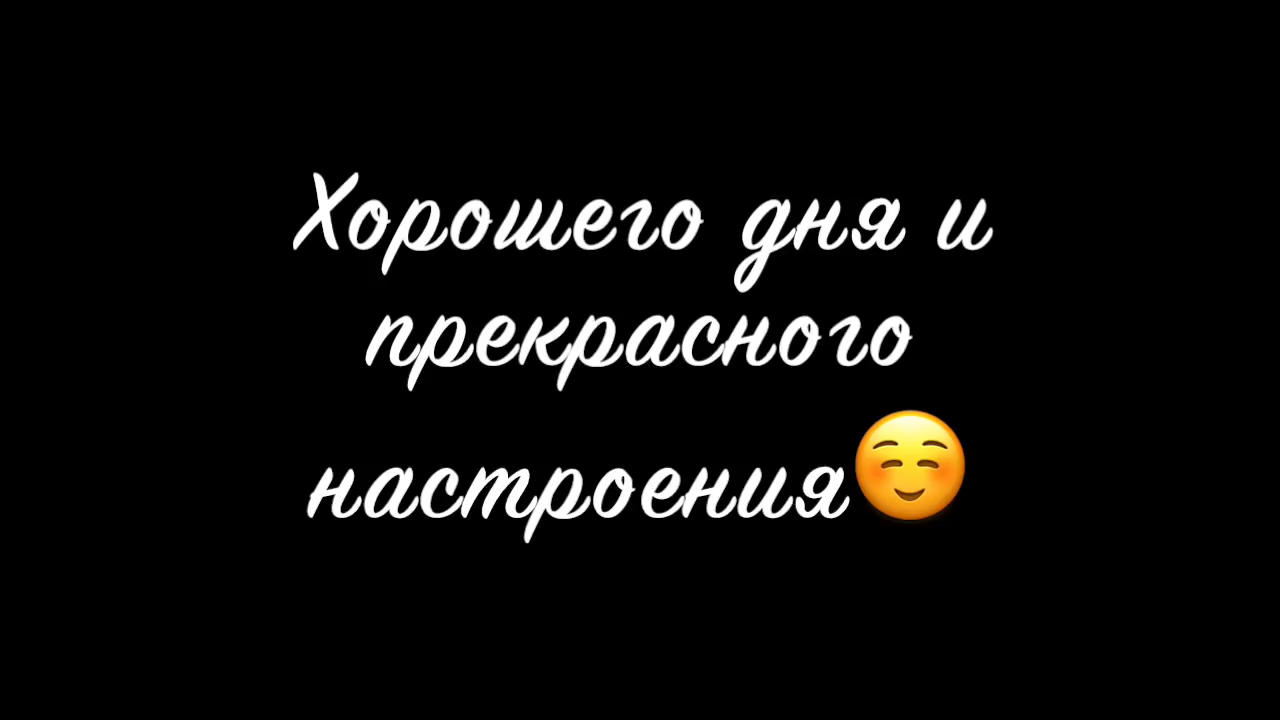 Хорошего дня и
прекрасного
настроения☺️